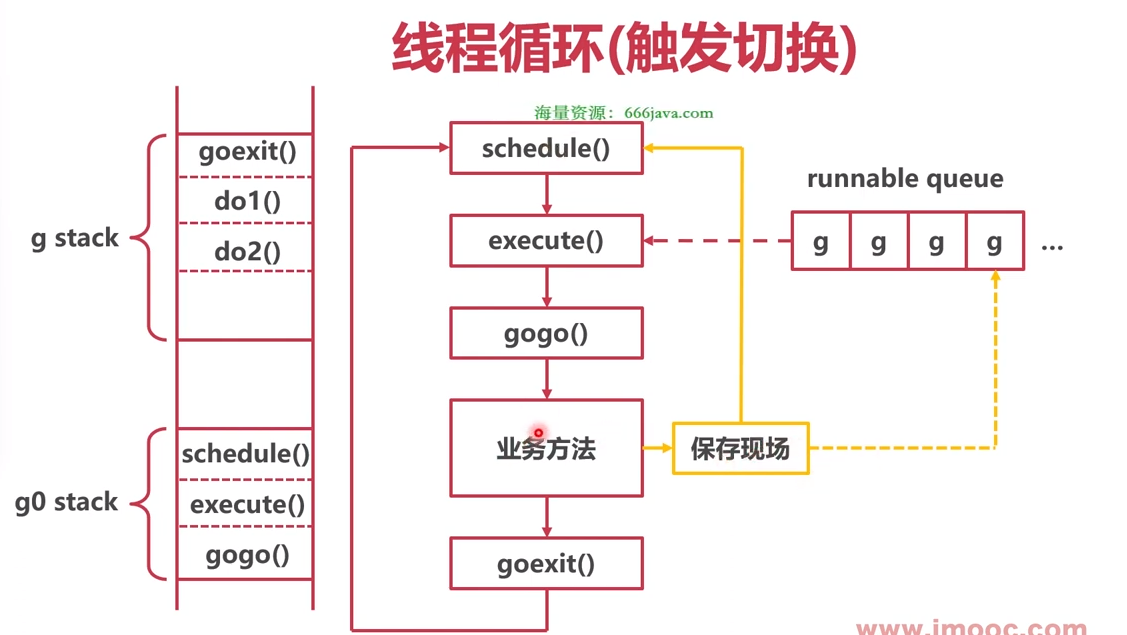 线程循环(触发切换)
海量资源：666java.com
goexit()
do1()
do2()
g stack
schedule()
execute()
gogo()
g0 stack
schedule()
execute()
gogo()
业务方法
goexit()
保存现场
runnable queue
g g g g ...
www.imooc.com